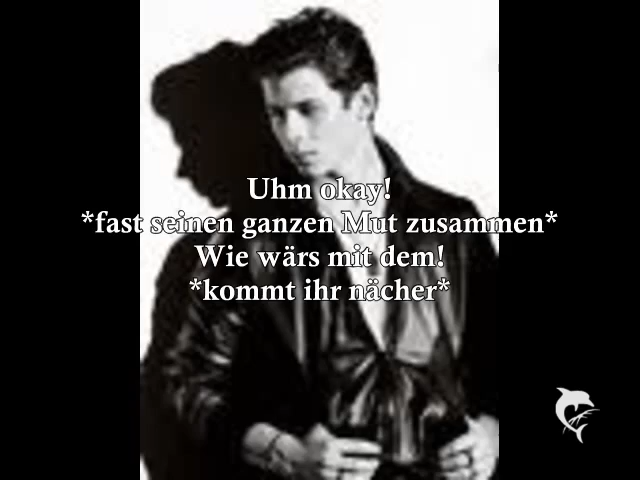 Uhm okay!
*fast seinen ganzen Mut zusammen*
Wie wärs mit dem!
*kommt ihr nächer*